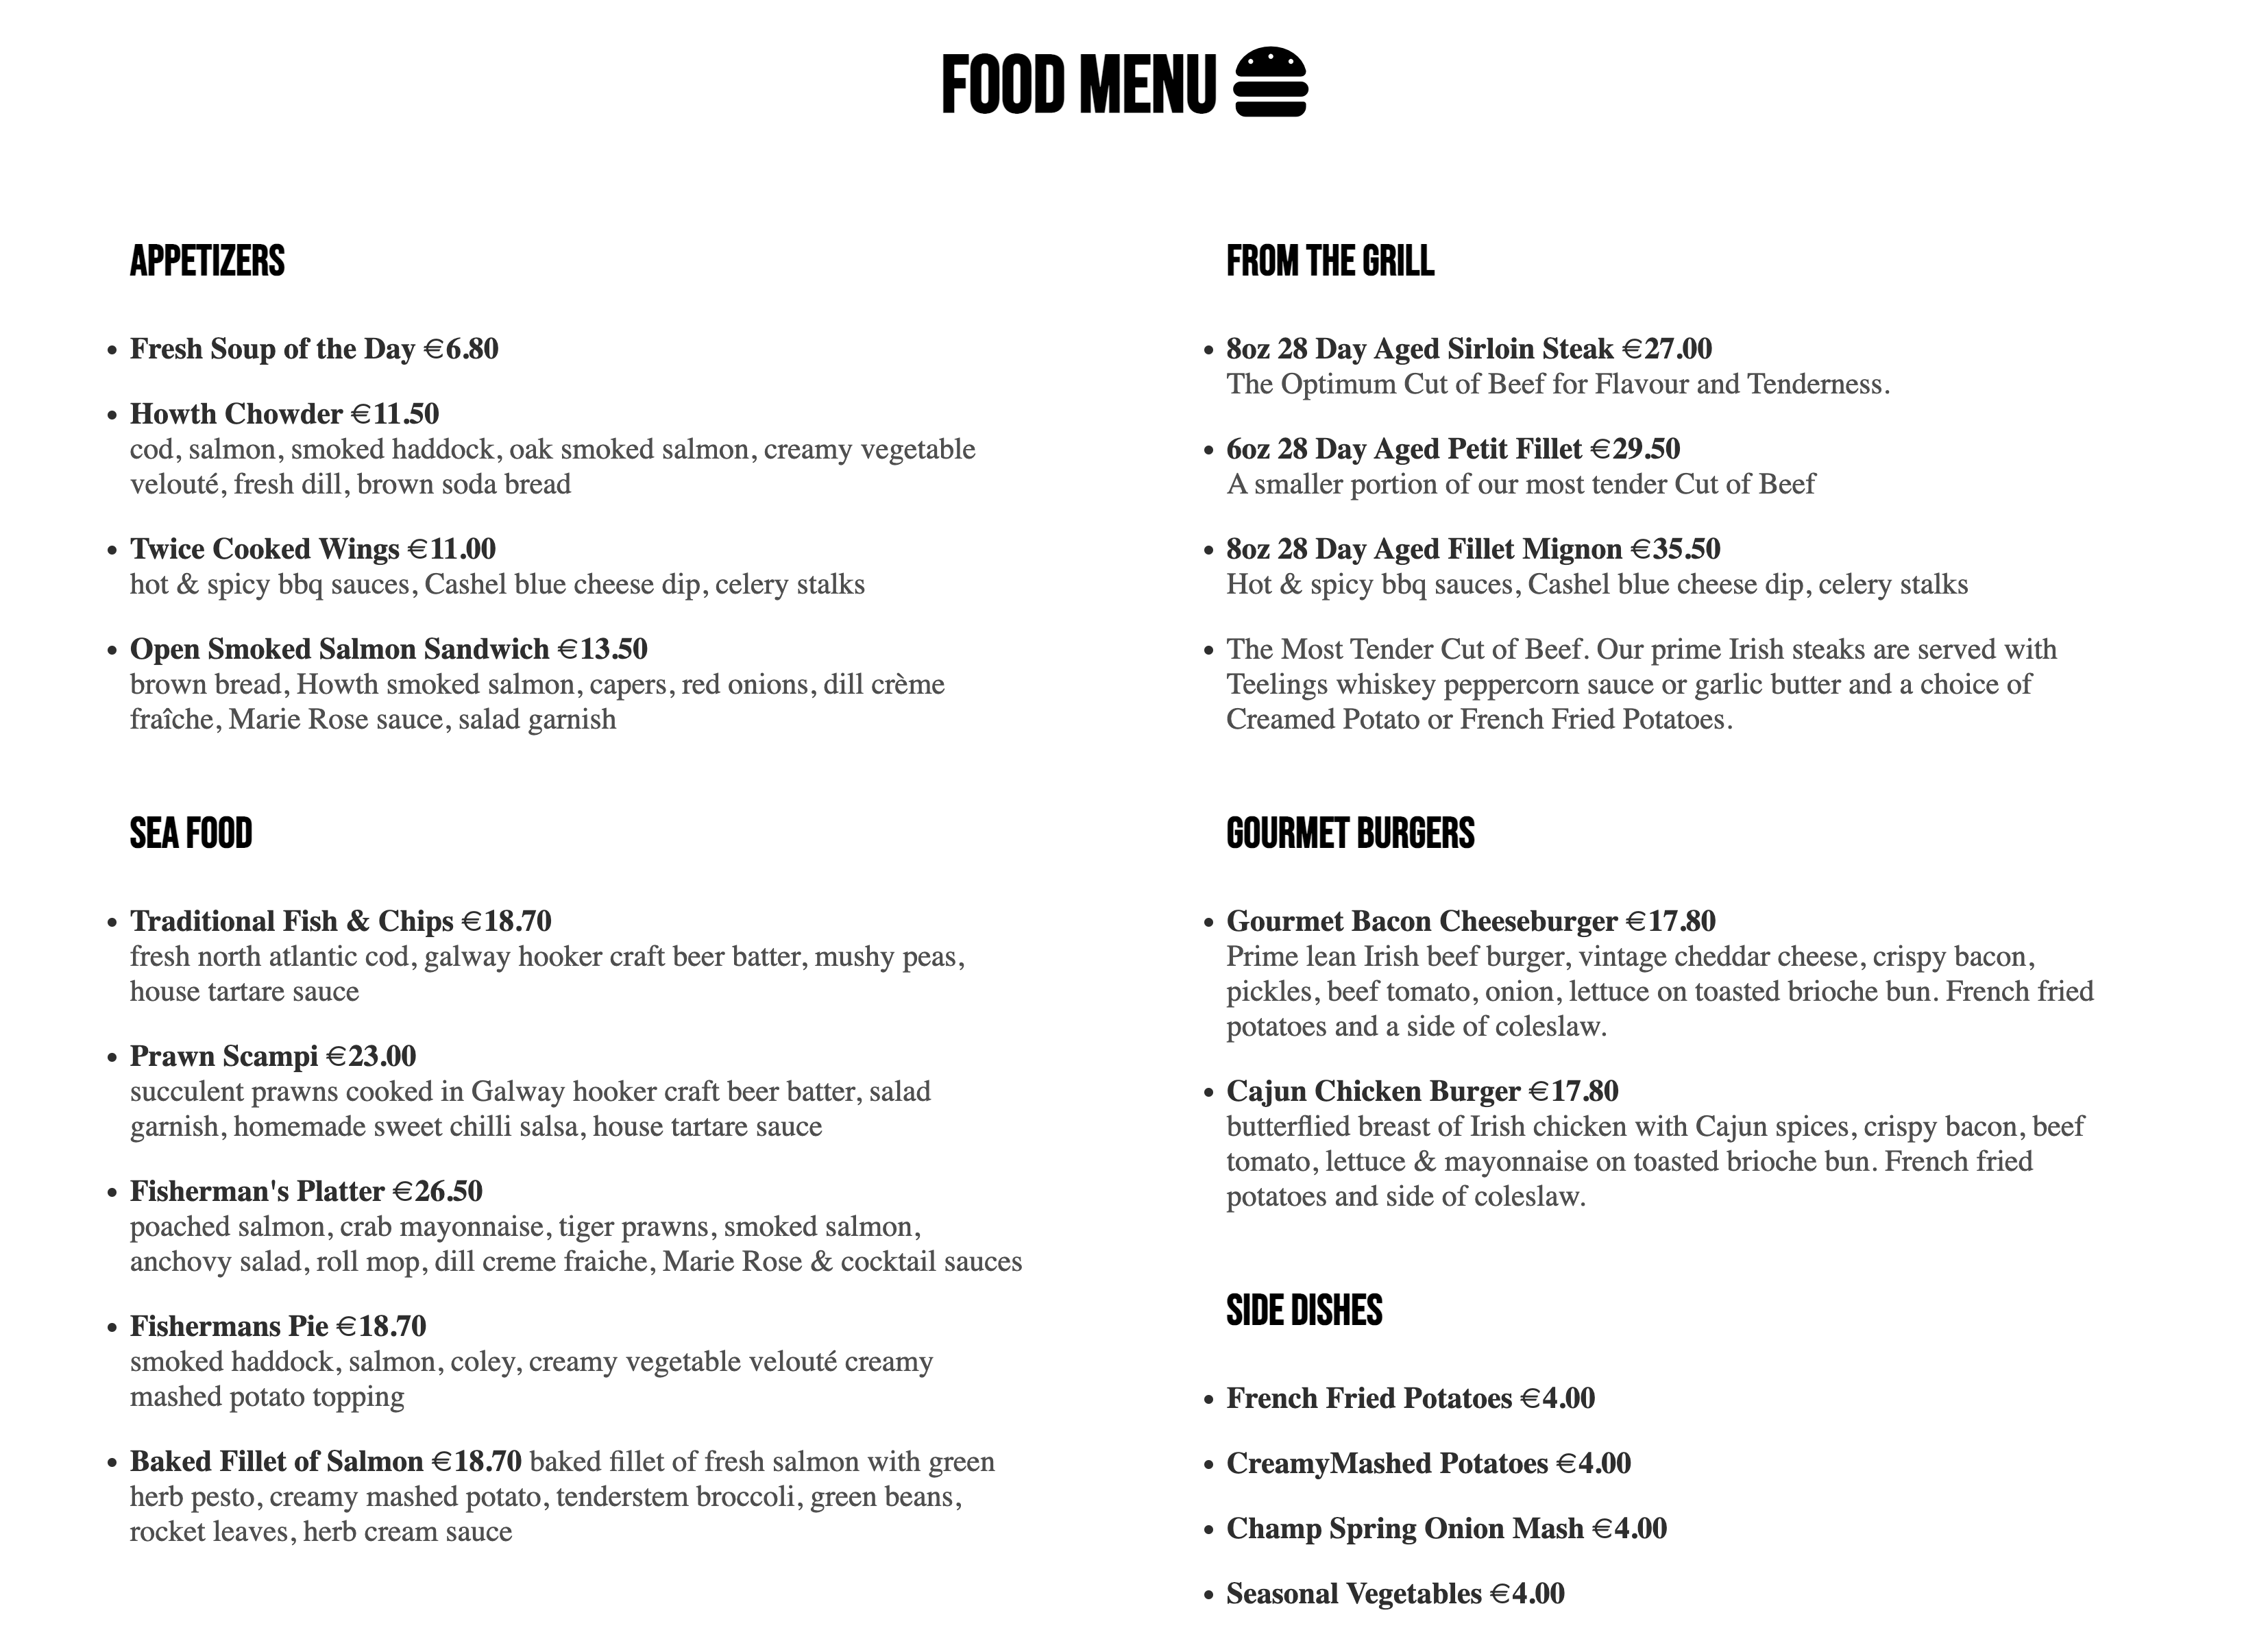 FOOD MENU
APPETIZERS
Fresh Soup of the Day €6.80
Howth Chowder €11.50
cod, salmon, smoked haddock, oak smoked salmon, creamy vegetable
velouté, fresh dill, brown soda bread
Twice Cooked Wings €11.00
hot & spicy bbq sauces, Cashel blue cheese dip, celery stalks
Open Smoked Salmon Sandwich €13.50
brown bread, Howth smoked salmon, capers, red onions, dill crème
fraîche, Marie Rose sauce, salad garnish
SEA FOOD
Traditional Fish & Chips €18.70
fresh north atlantic cod, galway hooker craft beer batter, mushy peas,
house tartare sauce
Prawn Scampi €23.00
succulent prawns cooked in Galway hooker craft beer batter, salad
garnish, homemade sweet chilli salsa, house tartare sauce
Fisherman's Platter €26.50
poached salmon, crab mayonnaise, tiger prawns, smoked salmon,
anchovy salad, roll mop, dill creme fraiche, Marie Rose & cocktail sauces
Fishermans Pie €18.70
smoked haddock, salmon, coley, creamy vegetable velouté creamy
mashed potato topping
Baked Fillet of Salmon €18.70 baked fillet of fresh salmon with green
herb pesto, creamy mashed potato, tenderstem broccoli, green beans,
rocket leaves, herb cream sauce
FROM THE GRILL
8oz 28 Day Aged Sirloin Steak €27.00
The Optimum Cut of Beef for Flavour and Tenderness.
6oz 28 Day Aged Petit Fillet €29.50
A smaller portion of our most tender Cut of Beef
8oz 28 Day Aged Fillet Mignon €35.50
Hot & spicy bbq sauces, Cashel blue cheese dip, celery stalks
The Most Tender Cut of Beef. Our prime Irish steaks are served with
Teelings whiskey peppercorn sauce or garlic butter and a choice of
Creamed Potato or French Fried Potatoes.
GOURMET BURGERS
Gourmet Bacon Cheeseburger €17.80
Prime lean Irish beef burger, vintage cheddar cheese, crispy bacon,
pickles, beef tomato, onion, lettuce on toasted brioche bun. French fried
potatoes and a side of coleslaw.
Cajun Chicken Burger €17.80
butterflied breast of Irish chicken with Cajun spices, crispy bacon, beef
tomato, lettuce & mayonnaise on toasted brioche bun. French fried
potatoes and side of coleslaw.
SIDE DISHES
French Fried Potatoes €4.00
CreamyMashed Potatoes €4.00
Champ Spring Onion Mash €4.00
Seasonal Vegetables €4.00